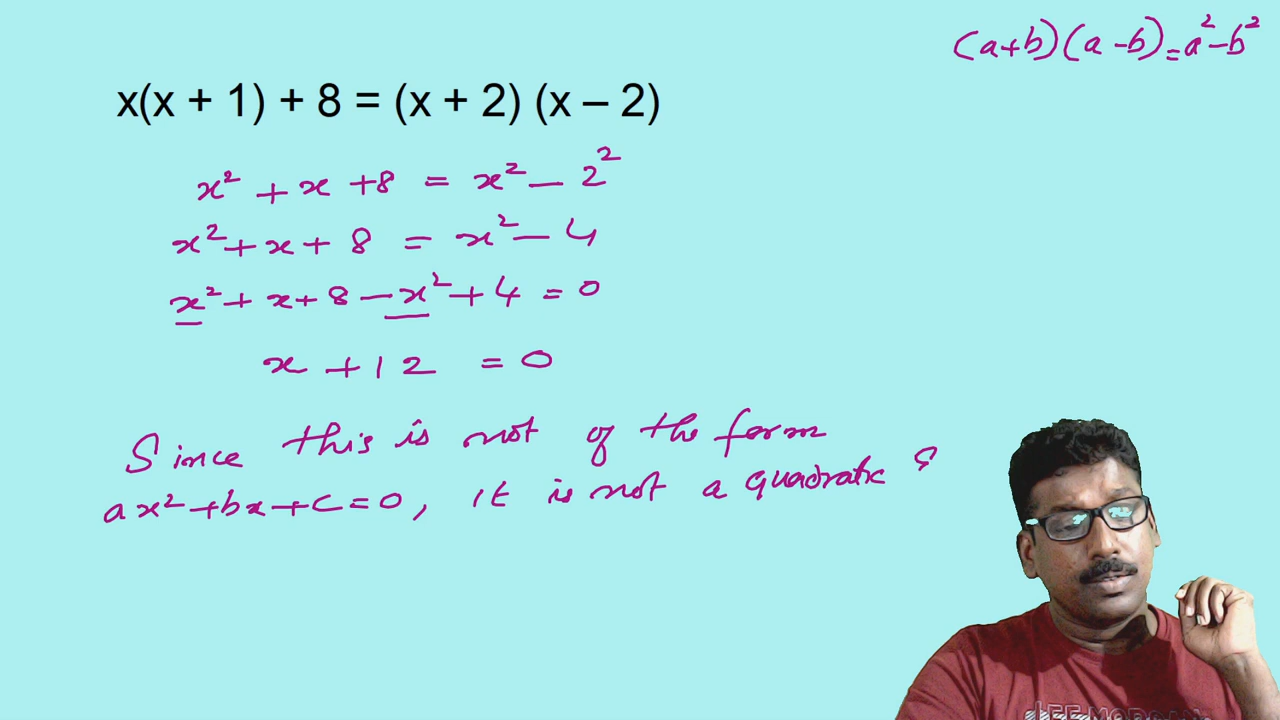 (a+b)(a-b)=a²-b²
x(x + 1) + 8 = (x + 2) (x – 2)
x² + x + 8 = x² - 2²
x² + x + 8 = x² - 4
x² + x + 8 - x² + 4 = 0
x + 12 = 0
Since this is not of the form
ax² + bx + c = 0, it is not a quadratic